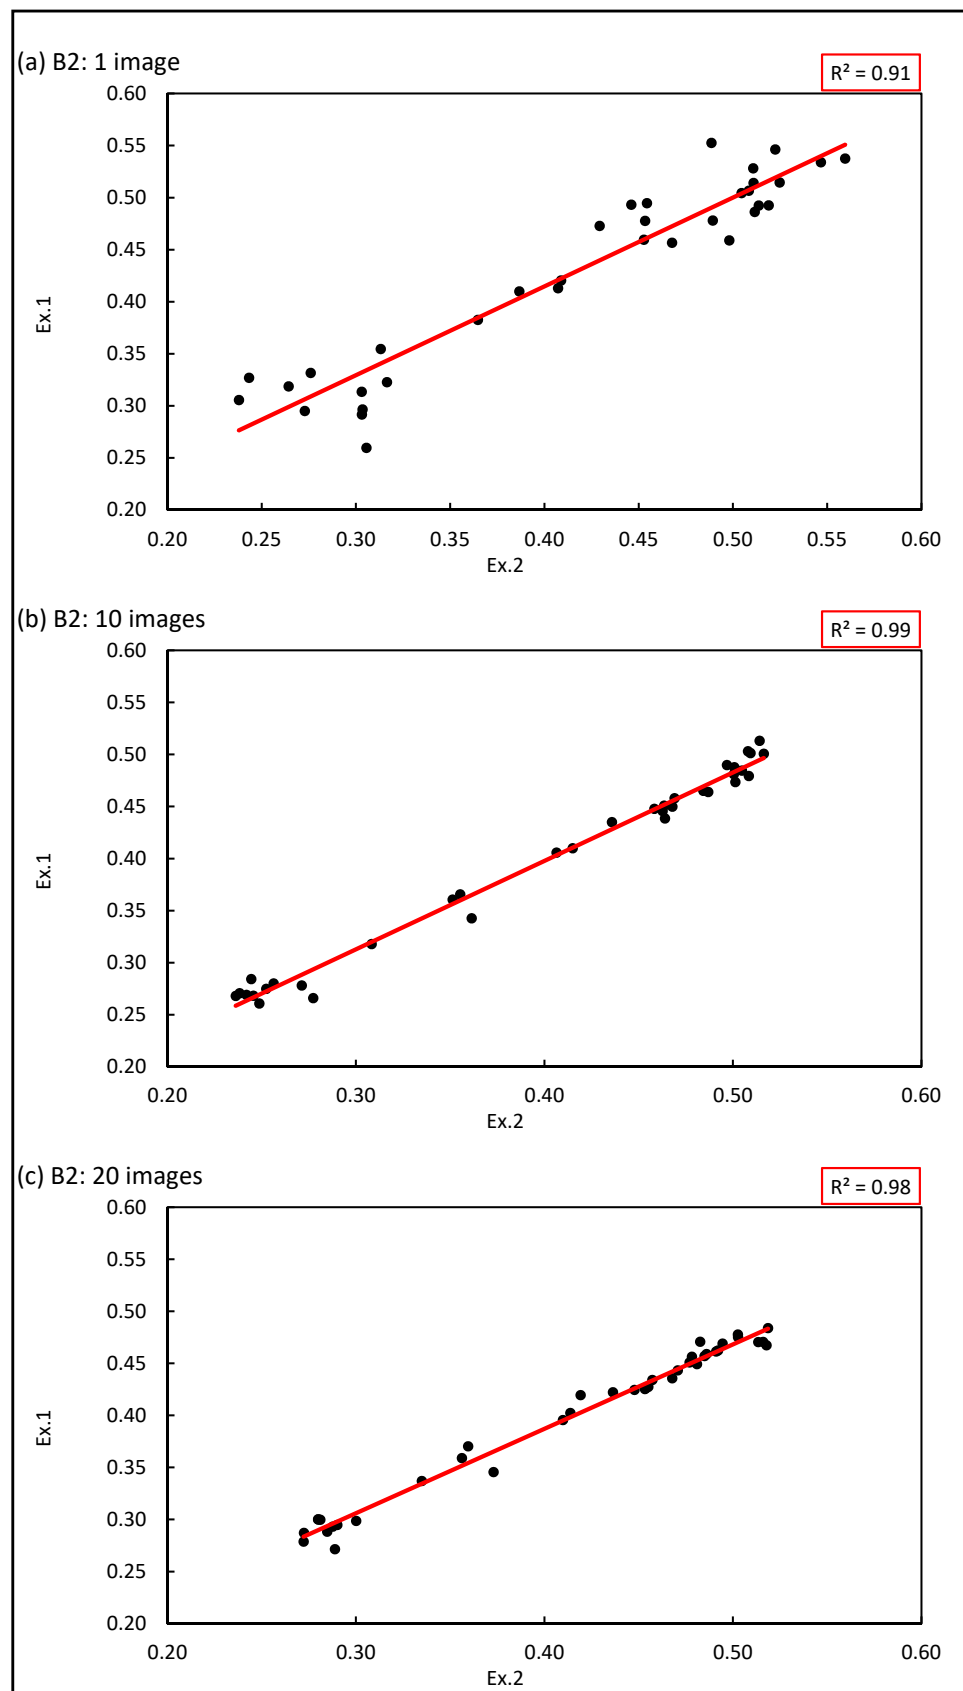 (a) B2: 1 image
R² = 0.91
0.60
0.55
0.50
0.45
0.40
0.35
0.30
0.25
0.20
Ex.1
0.20 0.25 0.30 0.35 0.40 0.45 0.50 0.55 0.60
Ex.2
(b) B2: 10 images
R² = 0.99
0.60
0.55
0.50
0.45
0.40
0.35
0.30
0.25
0.20
Ex.1
0.20 0.30 0.40 0.50 0.60
Ex.2
(c) B2: 20 images
R² = 0.98
0.60
0.55
0.50
0.45
0.40
0.35
0.30
0.25
0.20
Ex.1
0.20 0.30 0.40 0.50 0.60
Ex.2